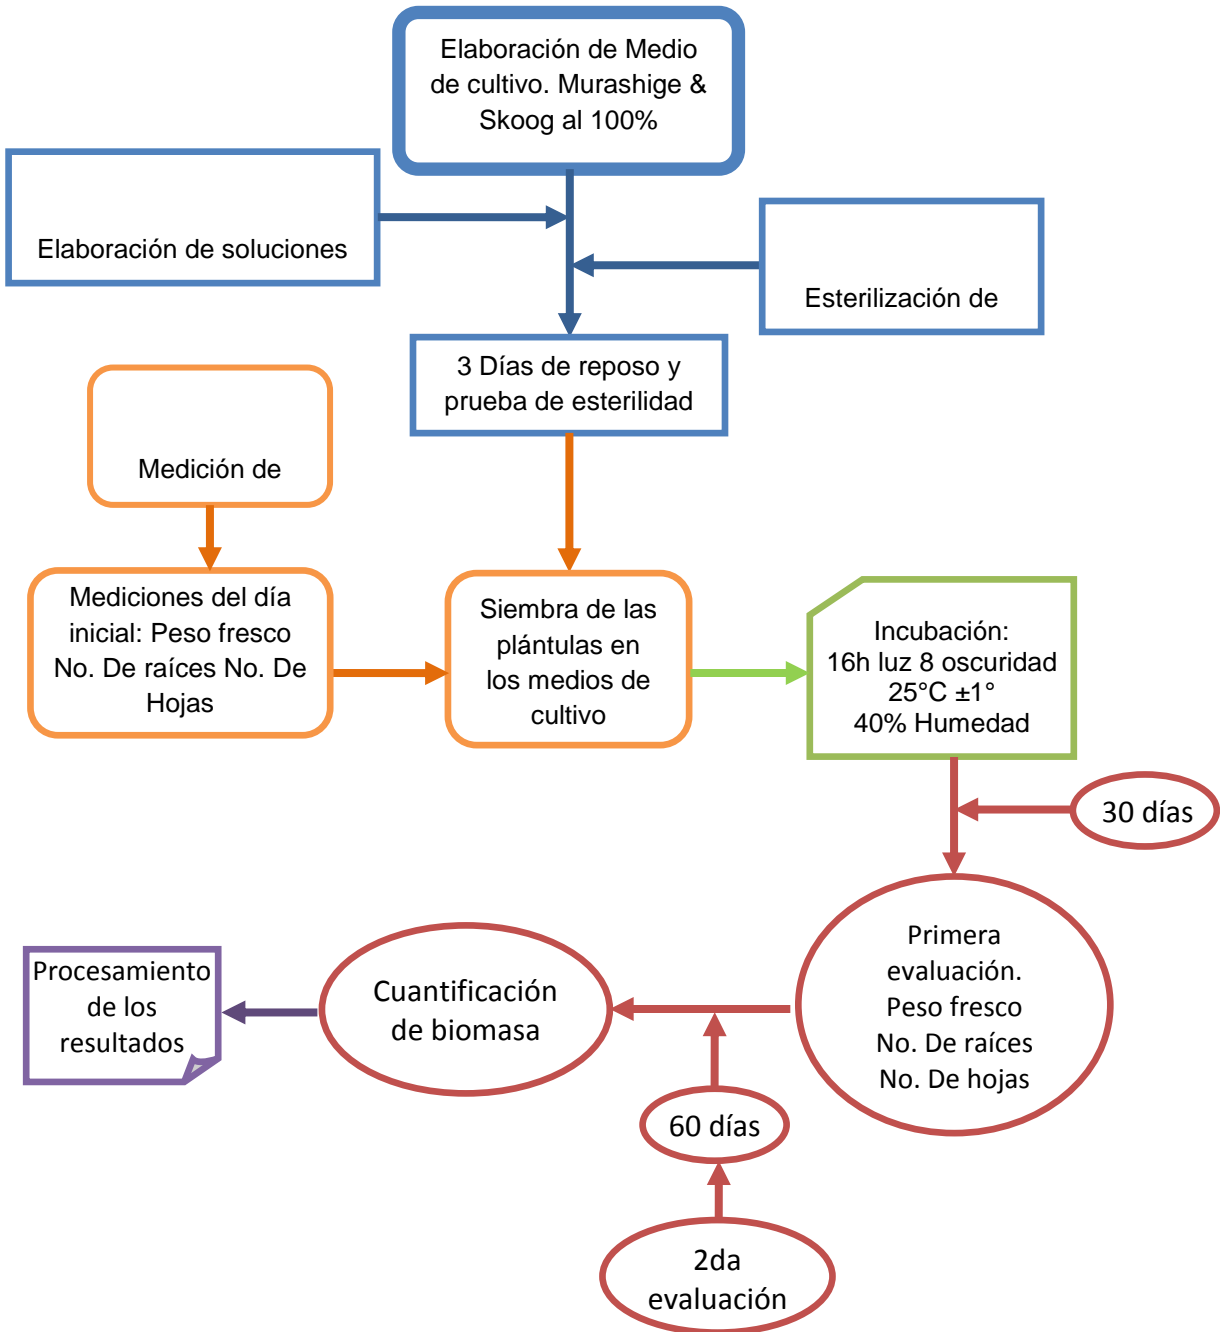 Elaboración de Medio
de cultivo. Murashige &
Skoog al 100%
Elaboración de soluciones
Esterilización de
3 Días de reposo y
prueba de esterilidad
Medición de
Mediciones del día
inicial: Peso fresco
No. De raíces No. De
Hojas
Siembra de las
plántulas en
los medios de
cultivo
Incubación:
16h luz 8 oscuridad
25°C ±1°
40% Humedad
30 días
Primera
evaluación.
Peso fresco
No. De raíces
No. De hojas
Cuantificación
de biomasa
Procesamiento
de los
resultados
60 días
2da
evaluación